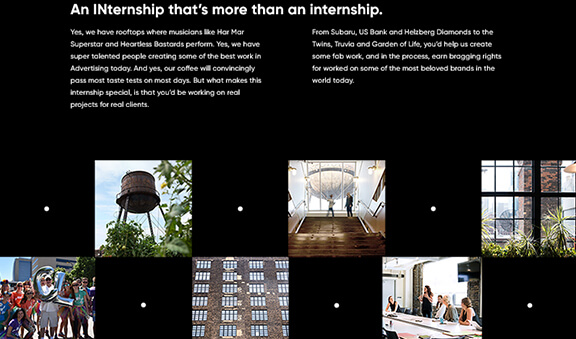 An INternship that's more than an internship.
Yes, we have rooftops where musicians like Har Mar
Superstar and Heartless Bastards perform. Yes, we have
super talented people creating some of the best work in
Advertising today. And yes, our coffee will convincingly
pass most taste tests on most days. But what makes this
internship special, is that you'd be working on real
projects for real clients.
From Subaru, US Bank and Helzberg Diamonds to the
Twins, Truvia and Garden of Life, you'd help us create
some fab work, and in the process, earn bragging rights
for worked on some of the most beloved brands in the
world today.